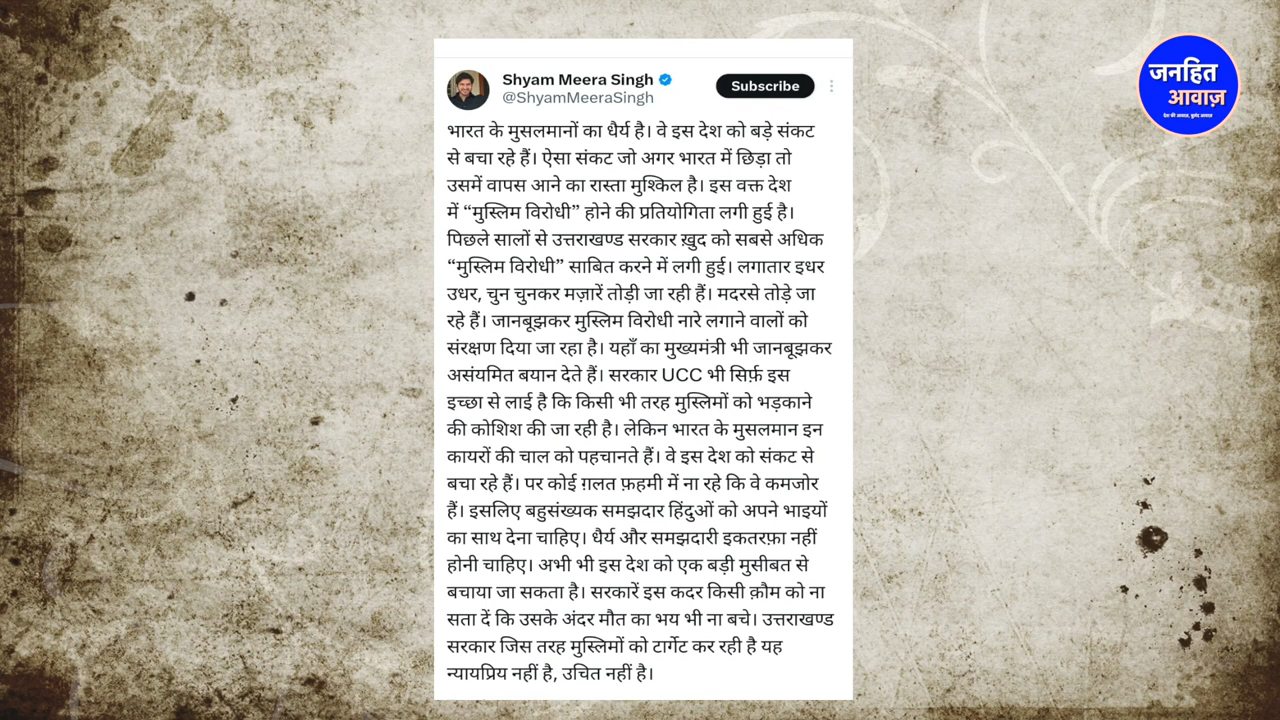 Shyam Meera Singh
@ShyamMeeraSingh
Subscribe
जनहित
आवाज़
देश की आवाज़, बुलंद आवाज़
भारत के मुसलमानों का धैर्य है। वे इस देश को बड़े संकट
से बचा रहे हैं। ऐसा संकट जो अगर भारत में छिड़ा तो
उसमें वापस आने का रास्ता मुश्किल है। इस वक्त देश
में “मुस्लिम विरोधी” होने की प्रतियोगिता लगी हुई है।
पिछले सालों से उत्तराखण्ड सरकार ख़ुद को सबसे अधिक
“मुस्लिम विरोधी” साबित करने में लगी हुई। लगातार इधर
उधर, चुन चुनकर मज़ारें तोड़ी जा रही हैं। मदरसे तोड़े जा
रहे हैं। जानबूझकर मुस्लिम विरोधी नारे लगाने वालों को
संरक्षण दिया जा रहा है। यहाँ का मुख्यमंत्री भी जानबूझकर
असंयमित बयान देते हैं। सरकार UCC भी सिर्फ़ इस
इच्छा से लाई है कि किसी भी तरह मुस्लिमों को भड़काने
की कोशिश की जा रही है। लेकिन भारत के मुसलमान इन
कायरों की चाल को पहचानते हैं। वे इस देश को संकट से
बचा रहे हैं। पर कोई ग़लत फ़हमी में ना रहे कि वे कमजोर
हैं। इसलिए बहुसंख्यक समझदार हिंदुओं को अपने भाइयों
का साथ देना चाहिए। धैर्य और समझदारी इकतरफ़ा नहीं
होनी चाहिए। अभी भी इस देश को एक बड़ी मुसीबत से
बचाया जा सकता है। सरकारें इस कदर किसी क़ौम को ना
सता दें कि उसके अंदर मौत का भय भी ना बचे। उत्तराखण्ड
सरकार जिस तरह मुस्लिमों को टार्गेट कर रही है यह
न्यायप्रिय नहीं है, उचित नहीं है।